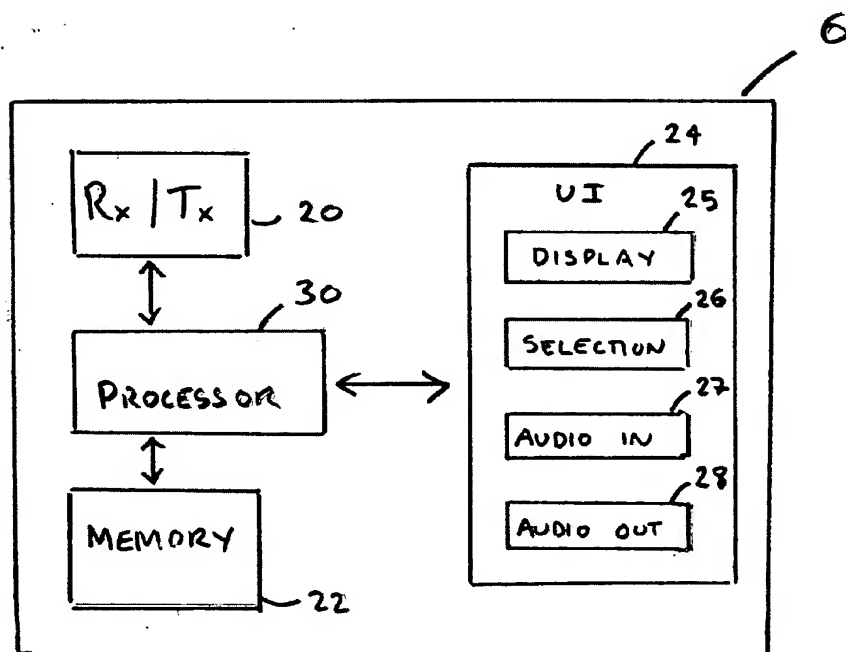 6
24
UI
Rx / Tx
20
25
DISPLAY
30
26
PROCESSOR
SELECTION
27
AUDIO IN
28
AUDIO OUT
MEMORY
22